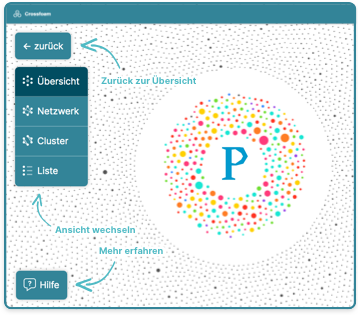 Crossfoam
← zurück
Zurück zur Übersicht
Übersicht
Netzwerk
Cluster
Liste
P
Ansicht wechseln
Mehr erfahren
? Hilfe